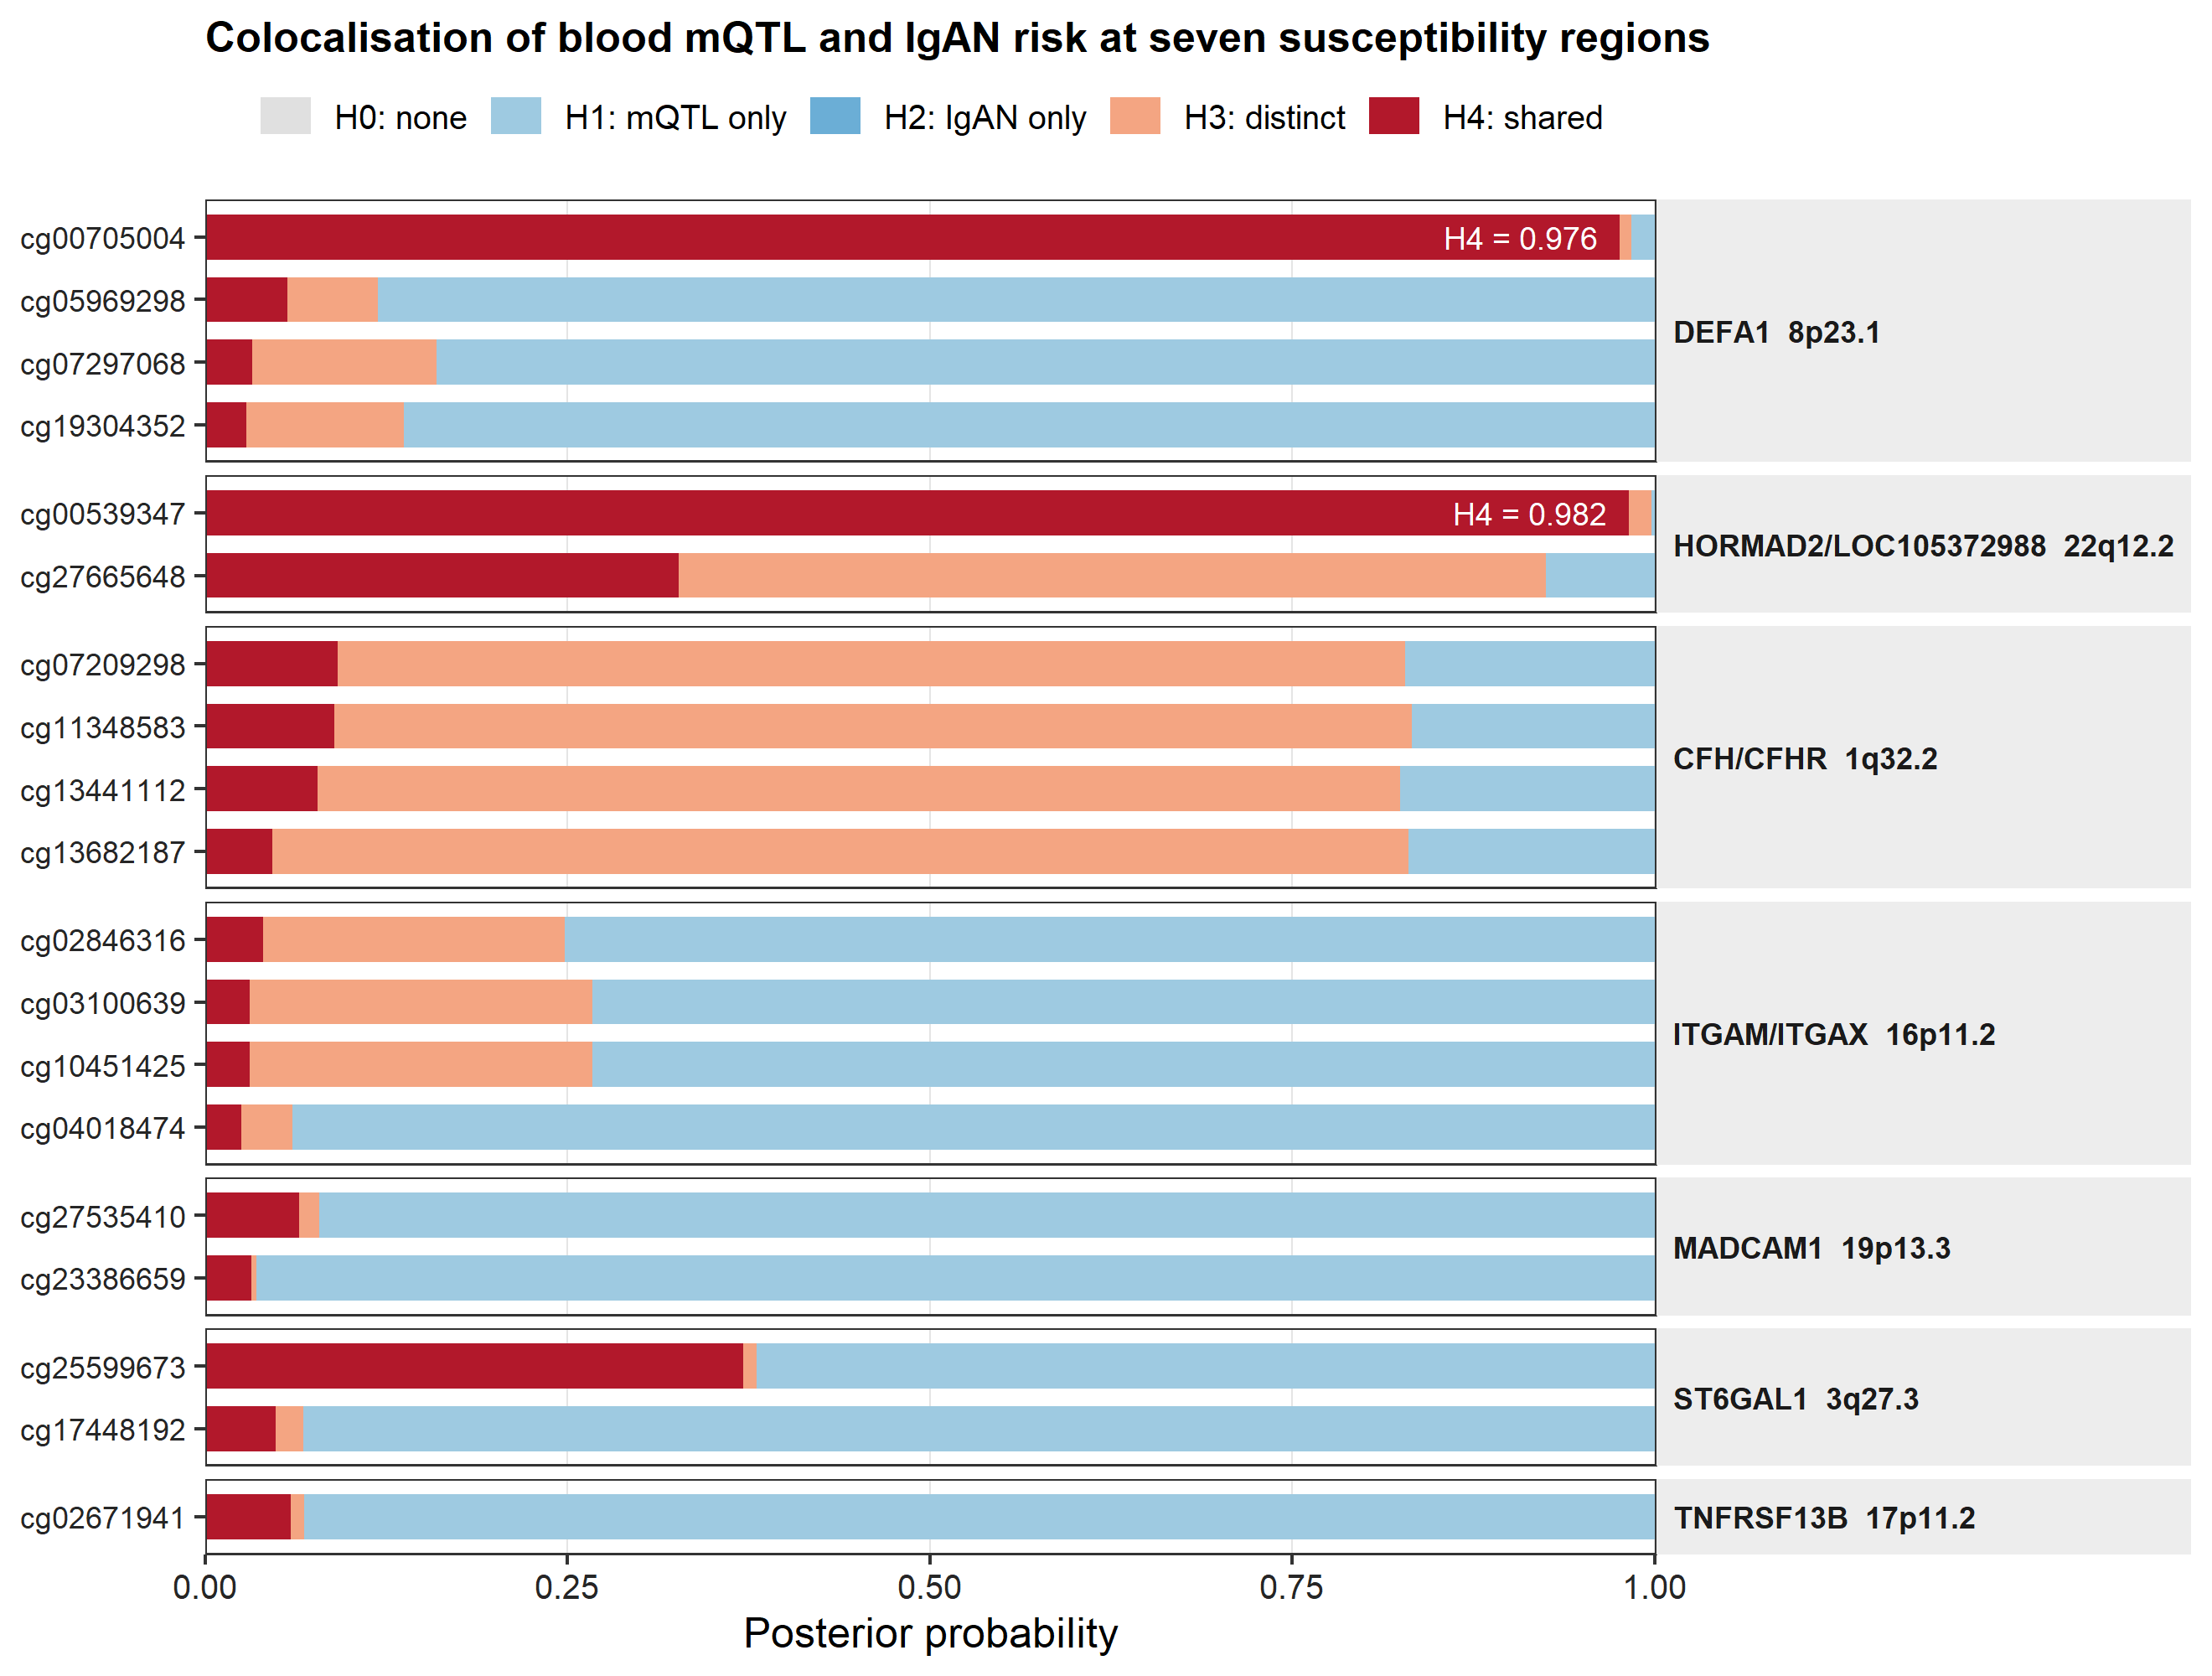 Colocalisation of blood mQTL and IgAN risk at seven susceptibility regions
H0: none H1: mQTL only H2: IgAN only H3: distinct H4: shared
cg00705004 H4 = 0.976
cg05969298
DEFA1 8p23.1
cg07297068
cg19304352
cg00539347 H4 = 0.982
HORMAD2/LOC105372988 22q12.2
cg27665648
cg07209298
cg11348583
CFH/CFHR 1q32.2
cg13441112
cg13682187
cg02846316
cg03100639
ITGAM/ITGAX 16p11.2
cg10451425
cg04018474
cg27535410
MADCAM1 19p13.3
cg23386659
cg25599673
ST6GAL1 3q27.3
cg17448192
cg02671941 TNFRSF13B 17p11.2
0.00 0.25 0.50 0.75 1.00
Posterior probability